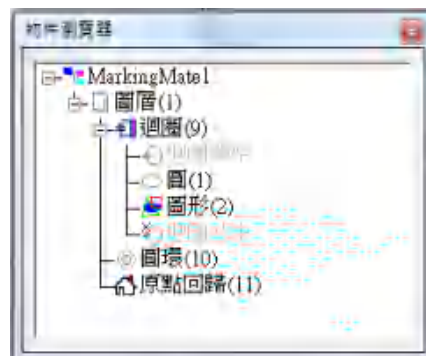 物件瀏覽器
MarkingMate1
圖層(1)
迴圈(9)
圓(1)
圖形(2)
圓環(10)
原點回歸(11)